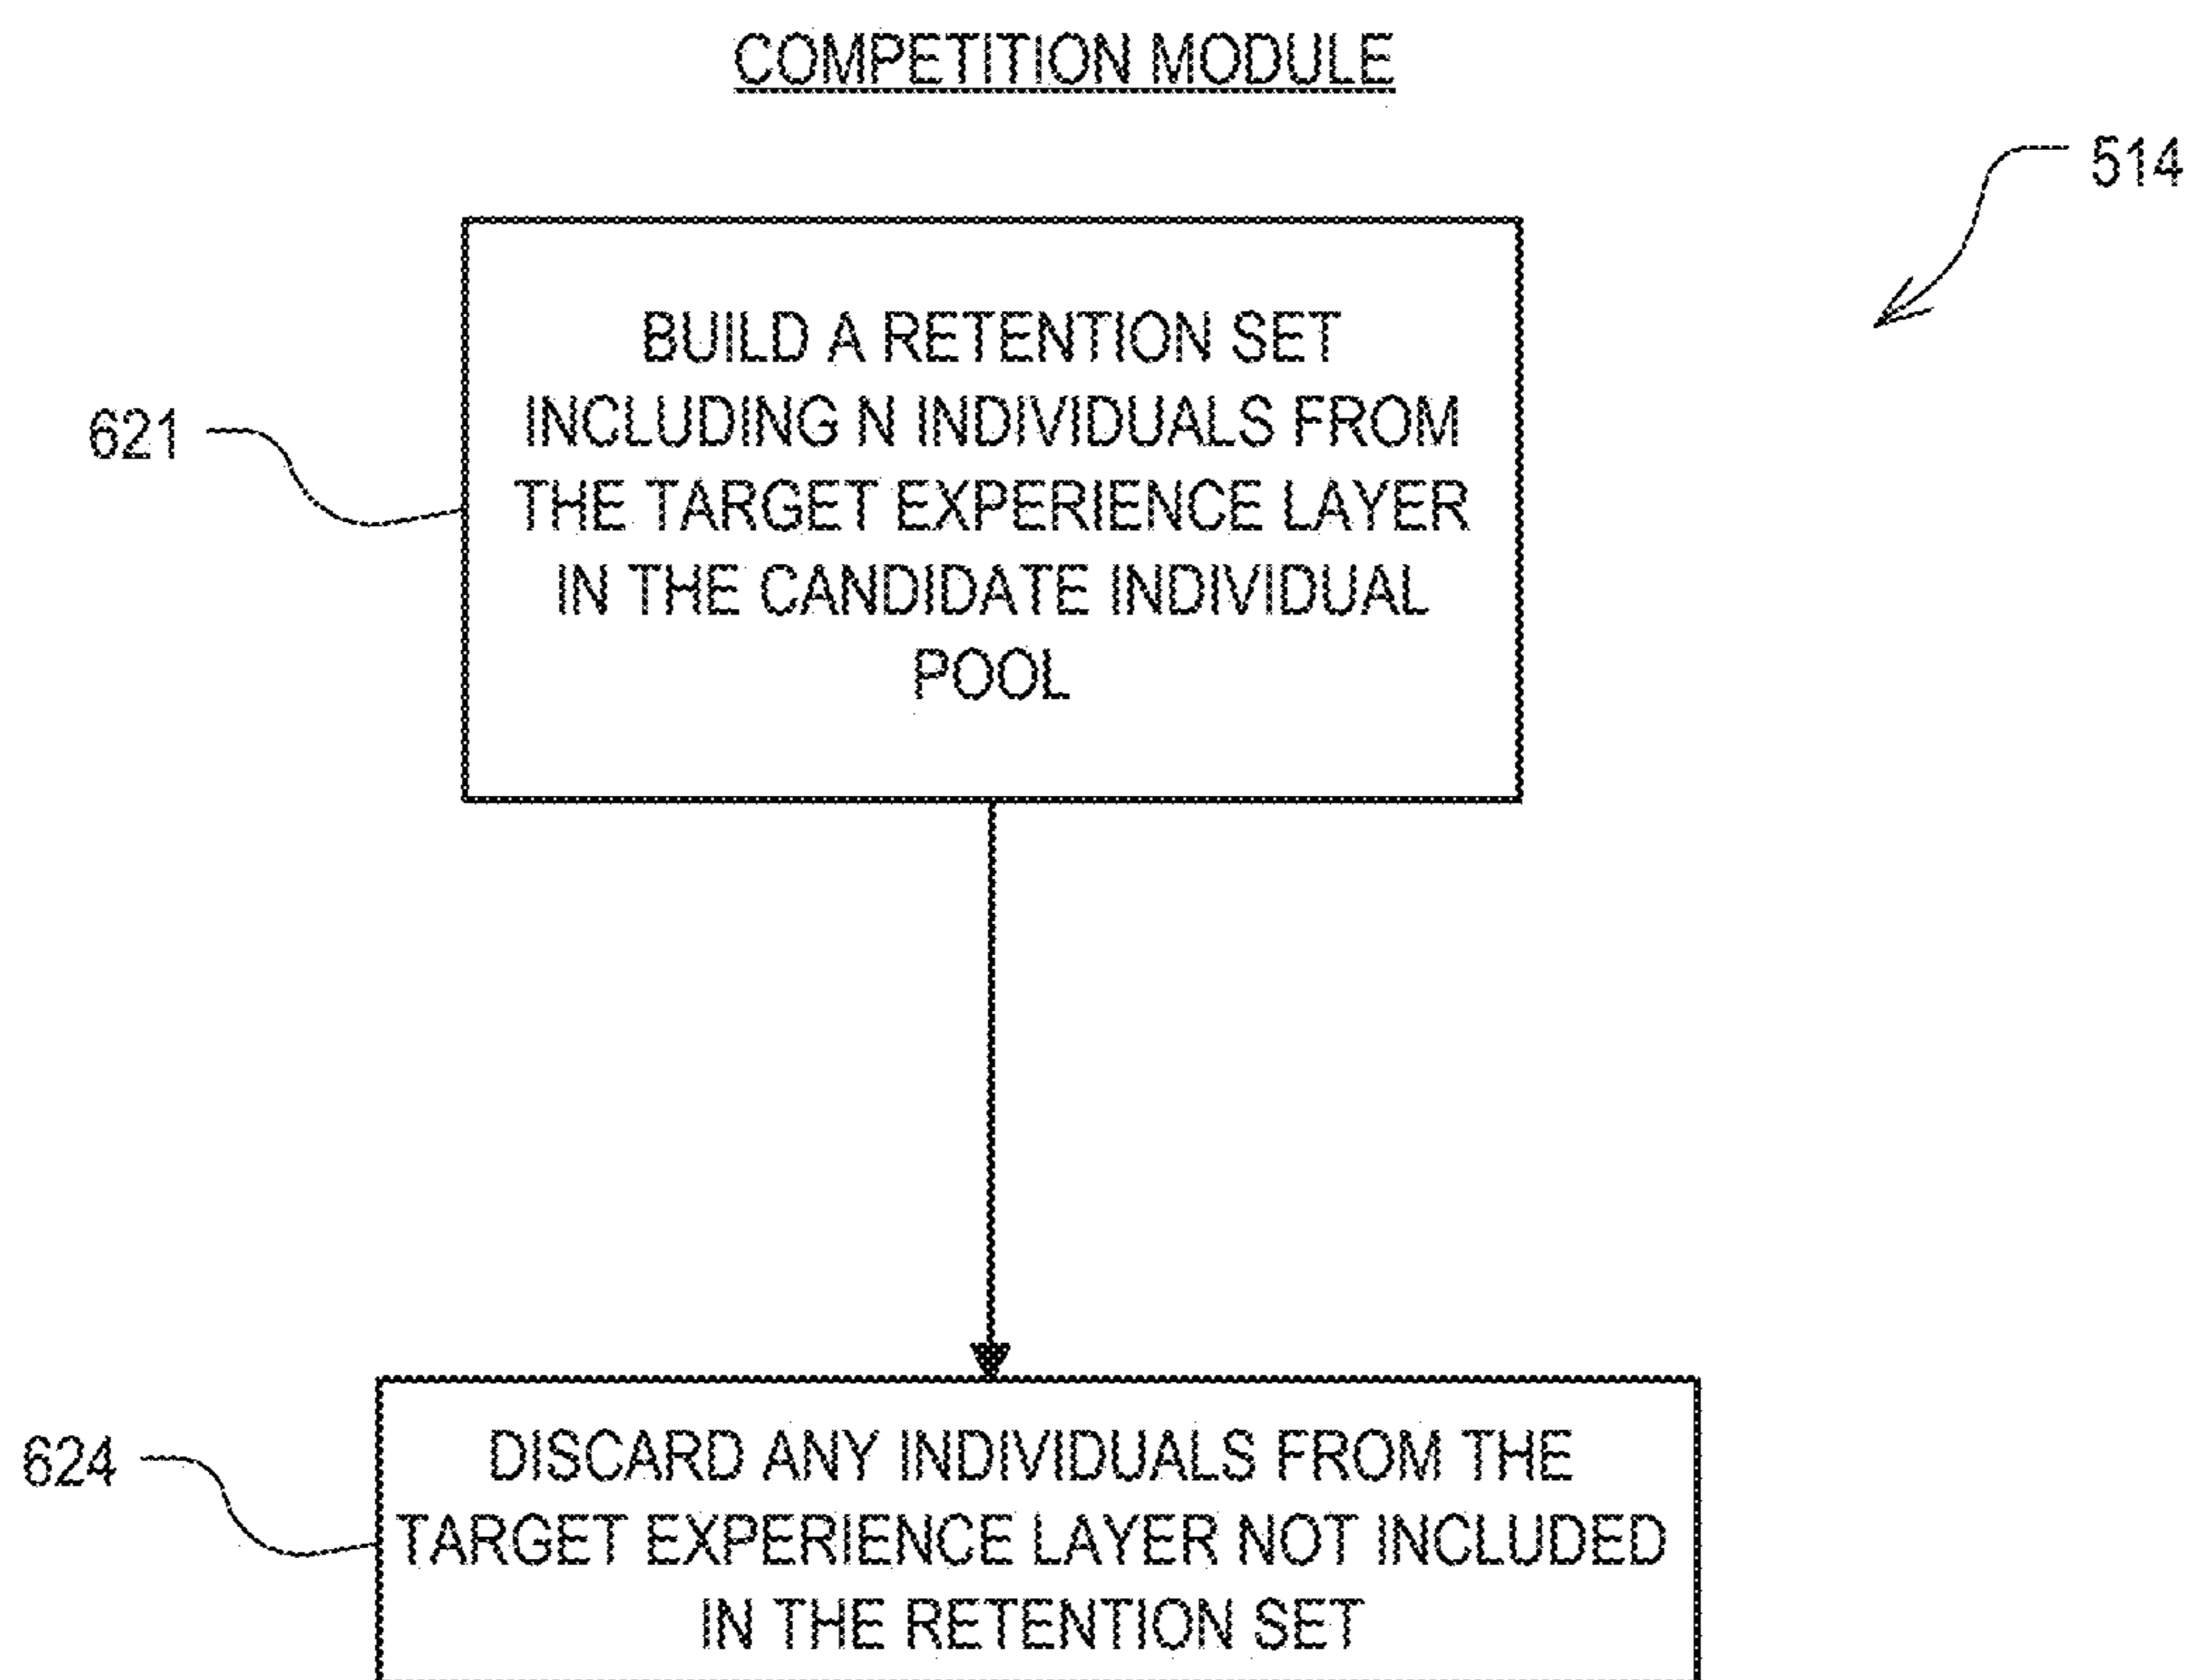 COMPETITION MODULE
514
BUILD A RETENTION SET
INCLUDING N INDIVIDUALS FROM
THE TARGET EXPERIENCE LAYER
IN THE CANDIDATE INDIVIDUAL
POOL
621
DISCARD ANY INDIVIDUALS FROM THE
TARGET EXPERIENCE LAYER NOT INCLUDED
IN THE RETENTION SET
624